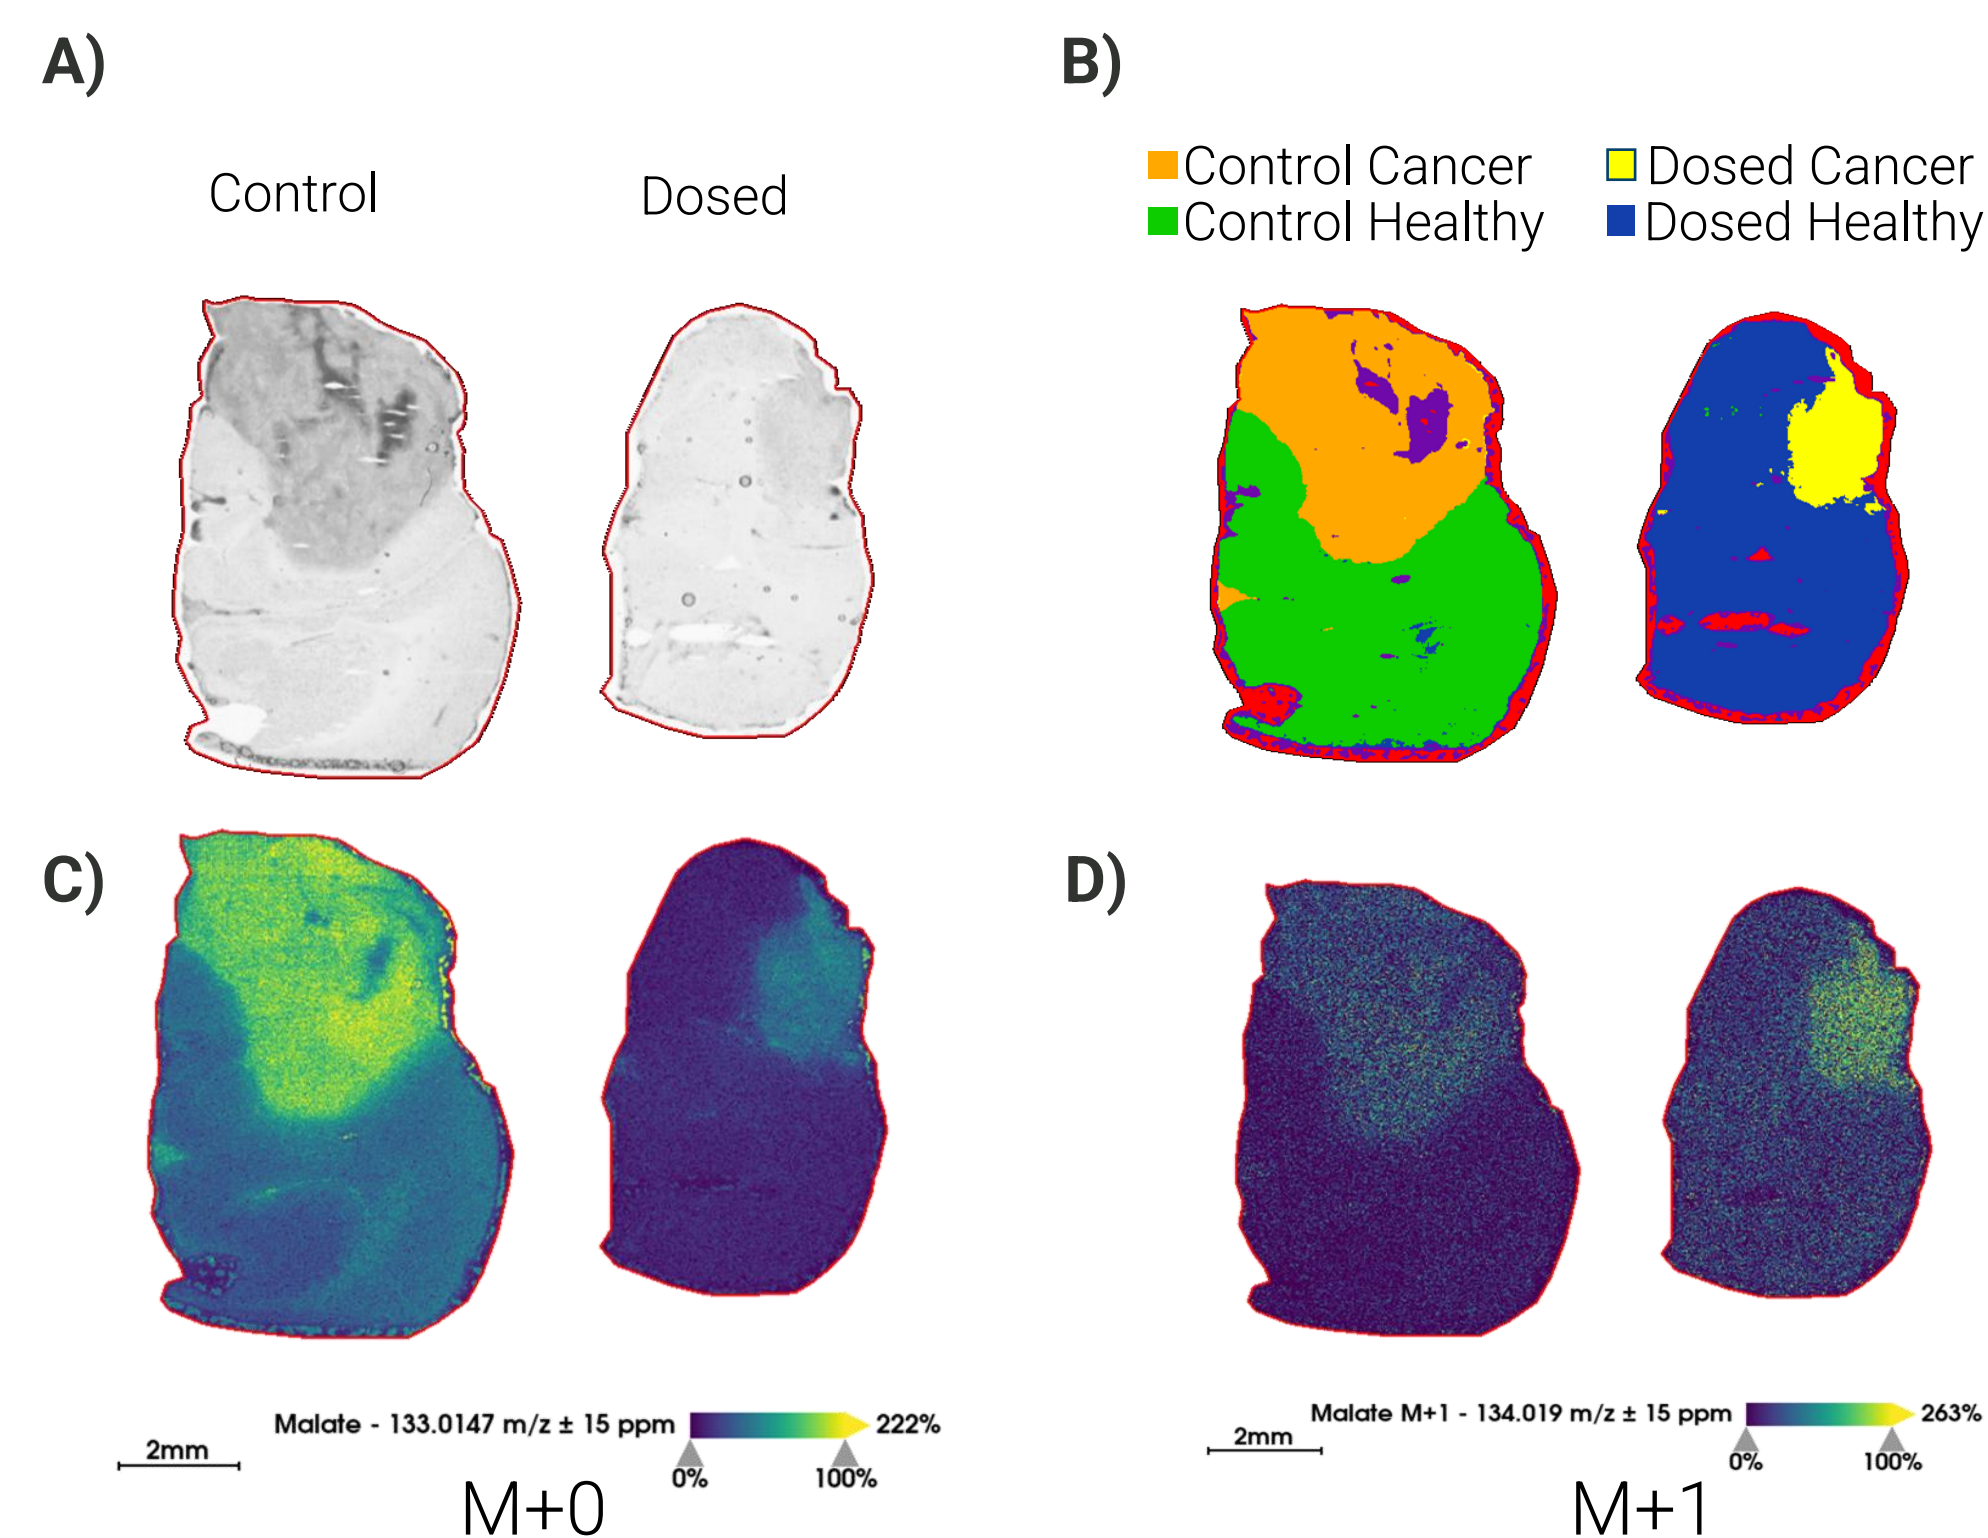 A)
B)
Control
Dosed
Control Cancer
Dosed Cancer
Control Healthy
Dosed Healthy
C)
D)
Malate - 133.0147 m/z ± 15 ppm
222%
0%
100%
2mm
M+0
Malate M+1 - 134.019 m/z ± 15 ppm
263%
0%
100%
2mm
M+1